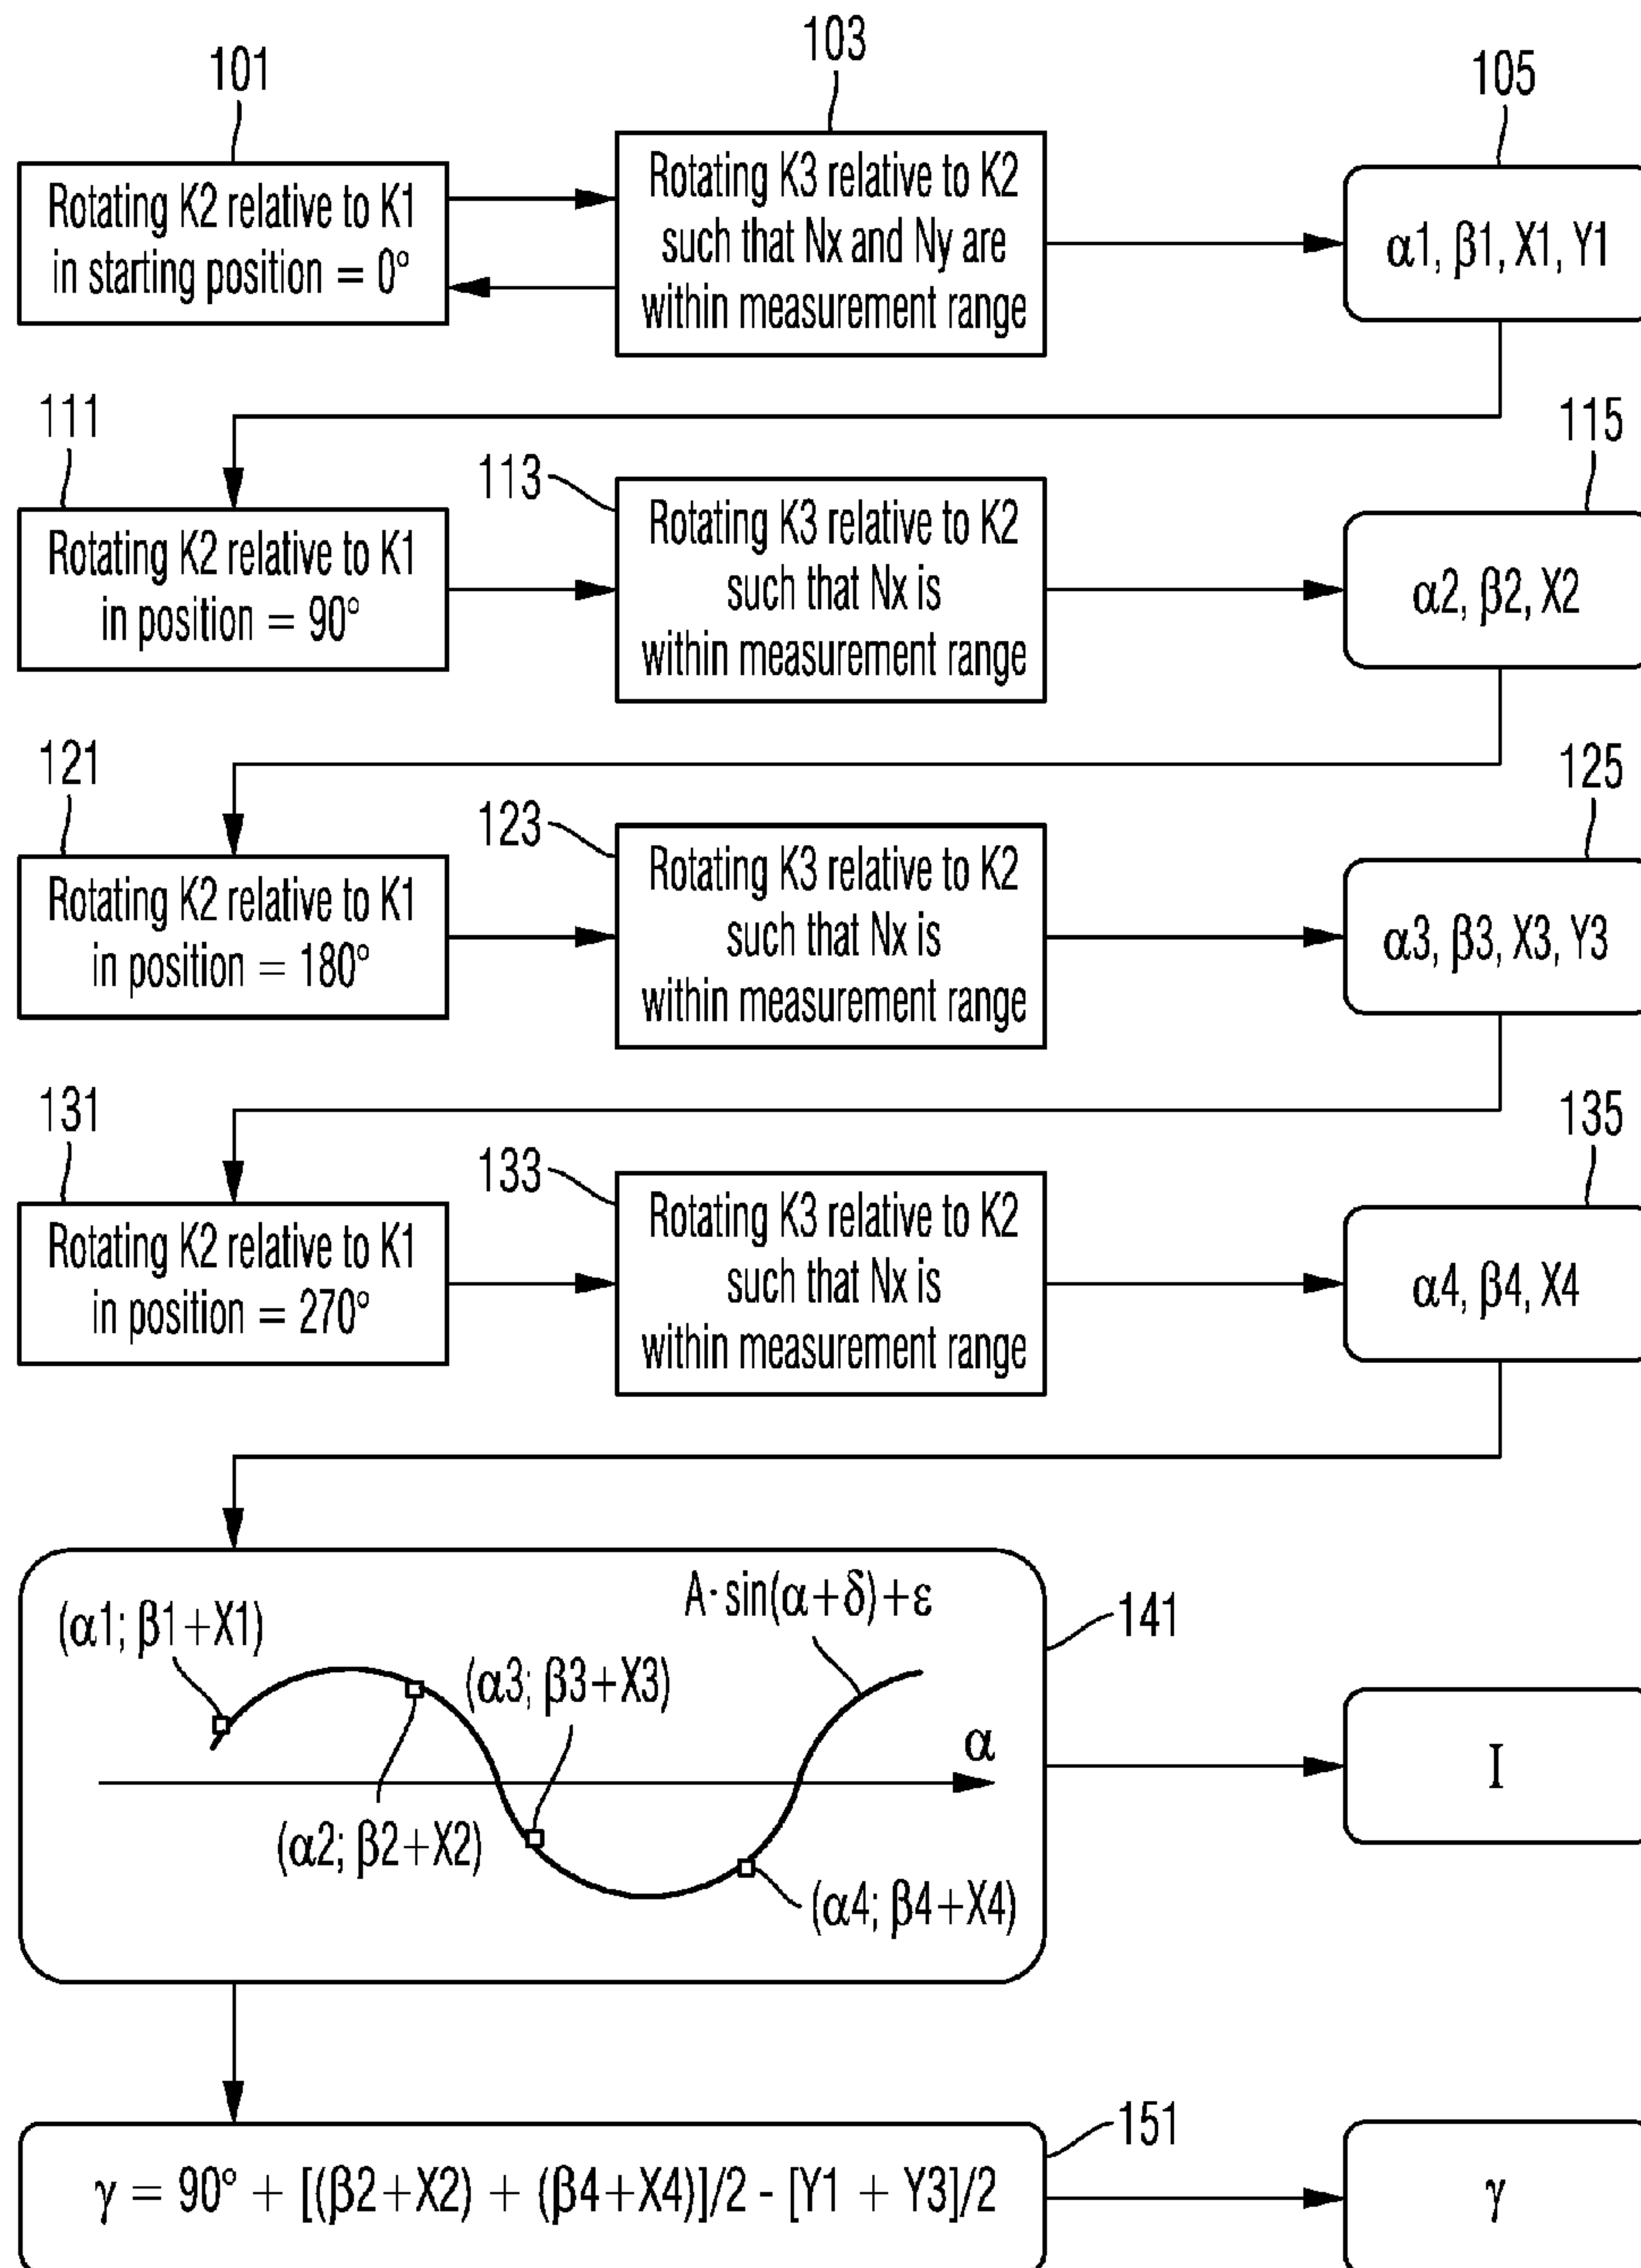 101
103
105
Rotating K2 relative to K1
in starting position = 0°
Rotating K3 relative to K2
such that Nx and Ny are
within measurement range
α1, β1, X1, Y1
111
113
115
Rotating K2 relative to K1
in position = 90°
Rotating K3 relative to K2
such that Nx is
within measurement range
α2, β2, X2
121
123
125
Rotating K2 relative to K1
in position = 180°
Rotating K3 relative to K2
such that Nx is
within measurement range
α3, β3, X3, Y3
131
133
135
Rotating K2 relative to K1
in position = 270°
Rotating K3 relative to K2
such that Nx is
within measurement range
α4, β4, X4
(α1; β1+X1)
A·sin(α+δ)+ε
141
(α3; β3+X3)
α
(α2; β2+X2)
(α4; β4+X4)
I
151
γ = 90° + [(β2+X2) + (β4+X4)]/2 - [Y1 + Y3]/2
γ